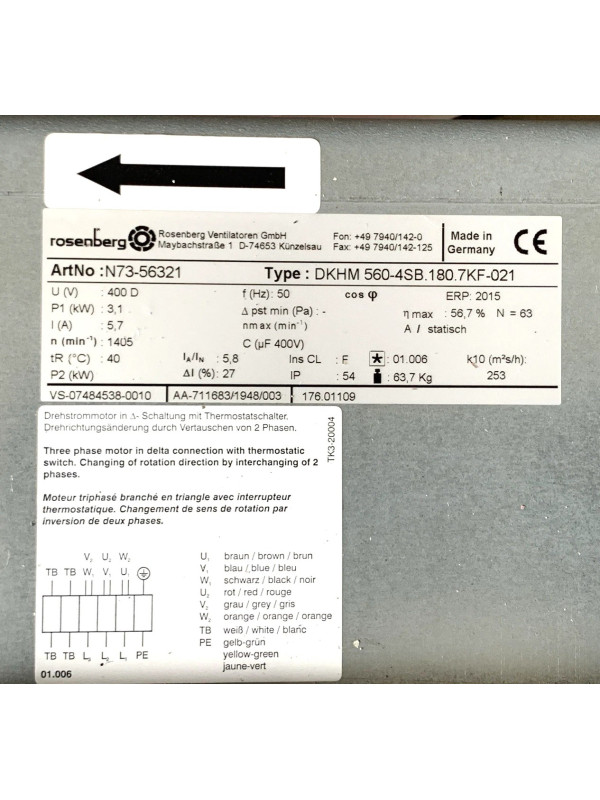 rosenberg
Rosenberg Ventilatoren GmbH
Maybachstraße 1 D-74653 Künzelsau
Fon: +49 7940/142-0
Fax: +49 7940/142-125
Made in
Germany
CE
ArtNo : N73-56321 Type : DKHM 560-4SB.180.7KF-021
U (V) : 400 D f (Hz): 50 cos φ ERP: 2015
P1 (kW) : 3,1 Δ pst min (Pa) : - η max : 56,7 % N = 63
I (A) : 5,7 nmax (min⁻¹) A / statisch
n (min⁻¹) : 1405 C (µF 400V)
tR (°C) : 40 IA/IN : 5,8 Ins CL : E * : 01.006 k10 (m²s/h):
P2 (kW) ΔI (%): 27 IP : 54 : 63,7 Kg 253
VS-07484538-0010 AA-711683/1948/003 176.01109
Drehstrommotor in Δ- Schaltung mit Thermostatschalter.
Drehrichtungsänderung durch Vertauschen von 2 Phasen.
TK3-20004
Three phase motor in delta connection with thermostatic
switch. Changing of rotation direction by interchanging of 2
phases.
Moteur triphasé branché en triangle avec interrupteur
thermostatique. Changement de sens de rotation par
inversion de deux phases.
V₂ U₂ W₂
TB TB W₁ V₁ U₁
TB TB L₃ L₂ L₁ PE
01.006
U₁ braun / brown / brun
V₁ blau / blue / bleu
W₁ schwarz / black / noir
U₂ rot / red / rouge
V₂ grau / grey / gris
W₂ orange / orange / orange
TB weiß / white / blanc
PE gelb-grün
yellow-green
jaune-vert